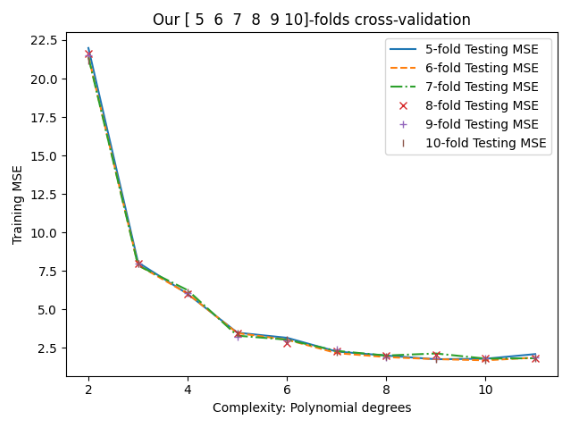 Our [ 5  6  7  8  9 10]-folds cross-validation
22.5
20.0
17.5
15.0
12.5
10.0
7.5
5.0
2.5
Training MSE
5-fold Testing MSE
6-fold Testing MSE
7-fold Testing MSE
8-fold Testing MSE
9-fold Testing MSE
10-fold Testing MSE
2 4 6 8 10
Complexity: Polynomial degrees